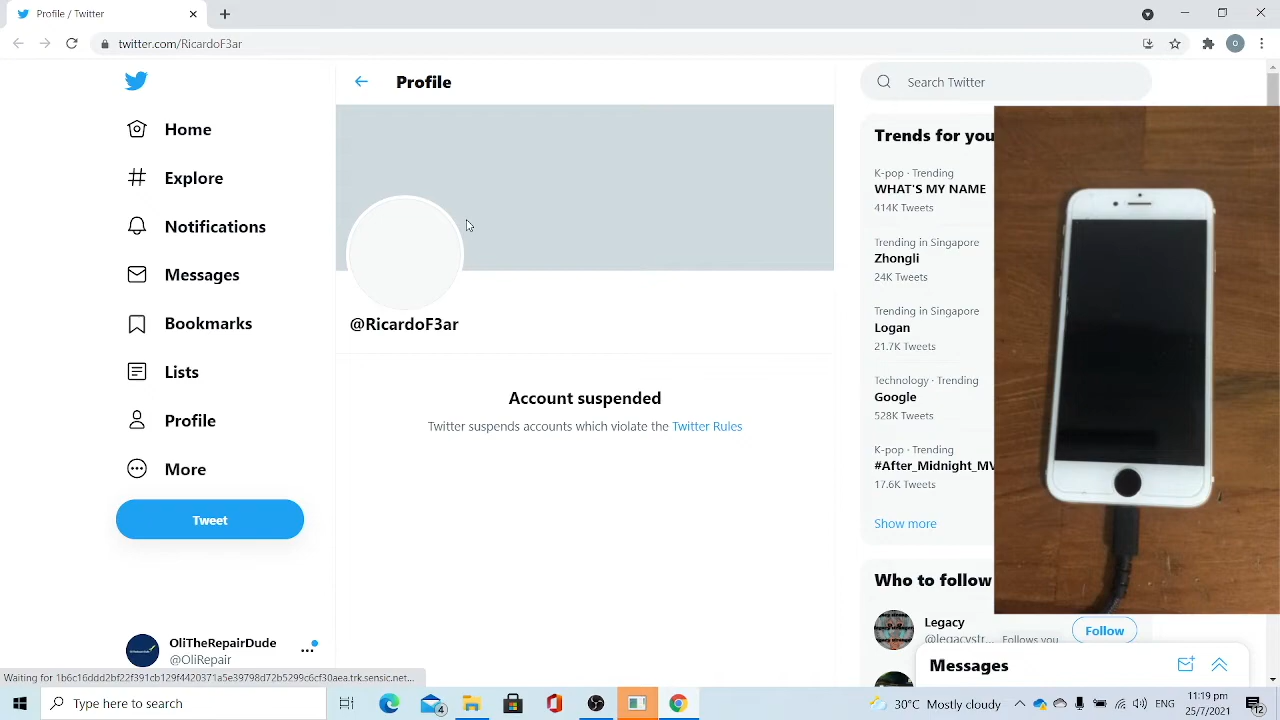 Profile / Twitter
twitter.com/RicardoF3ar
O
Home
Explore
Notifications
Messages
Bookmarks
Lists
Profile
More
Tweet
OliTheRepairDude
@OliRepair
Profile
@RicardoF3ar
Account suspended
Twitter suspends accounts which violate the Twitter Rules
Search Twitter
Trends for you
K-pop · Trending
WHAT'S MY NAME
414K Tweets
Trending in Singapore
Zhongli
24K Tweets
Trending in Singapore
Logan
21.7K Tweets
Technology · Trending
Google
528K Tweets
K-pop · Trending
#After_Midnight_MV
17.6K Tweets
Show more
Who to follow
Legacy
Follows you
Follow
Messages
Type here to search
4
30°C Mostly cloudy
ENG
11:19 pm
25/7/2021
12